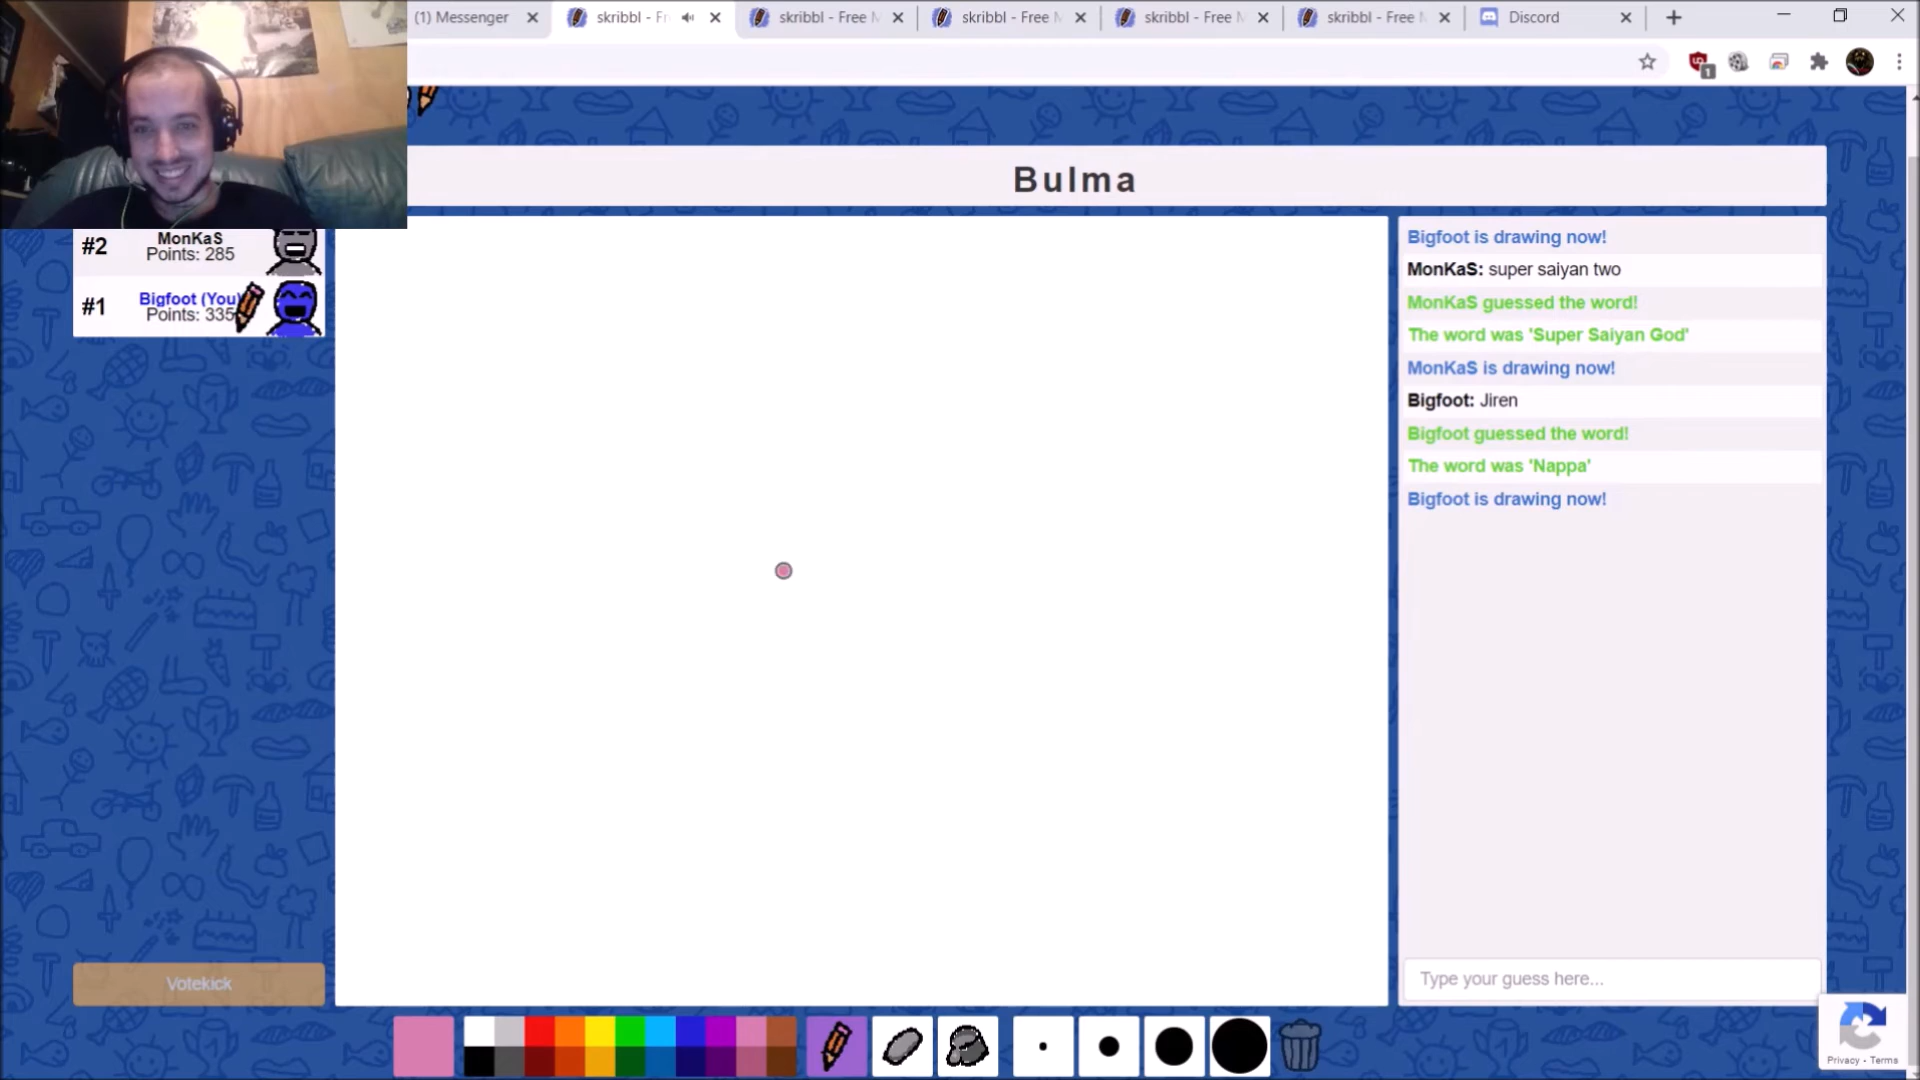 (1) Messenger
skribbl - Fr
skribbl - Free M
skribbl - Free M
skribbl - Free M
skribbl - Free M
Discord
1
Bulma
#2
MonKaS
Points: 285
#1
Bigfoot (You)
Points: 335
Bigfoot is drawing now!
MonKaS: super saiyan two
MonKaS guessed the word!
The word was 'Super Saiyan God'
MonKaS is drawing now!
Bigfoot: Jiren
Bigfoot guessed the word!
The word was 'Nappa'
Bigfoot is drawing now!
Votekick
Type your guess here...
Privacy - Terms